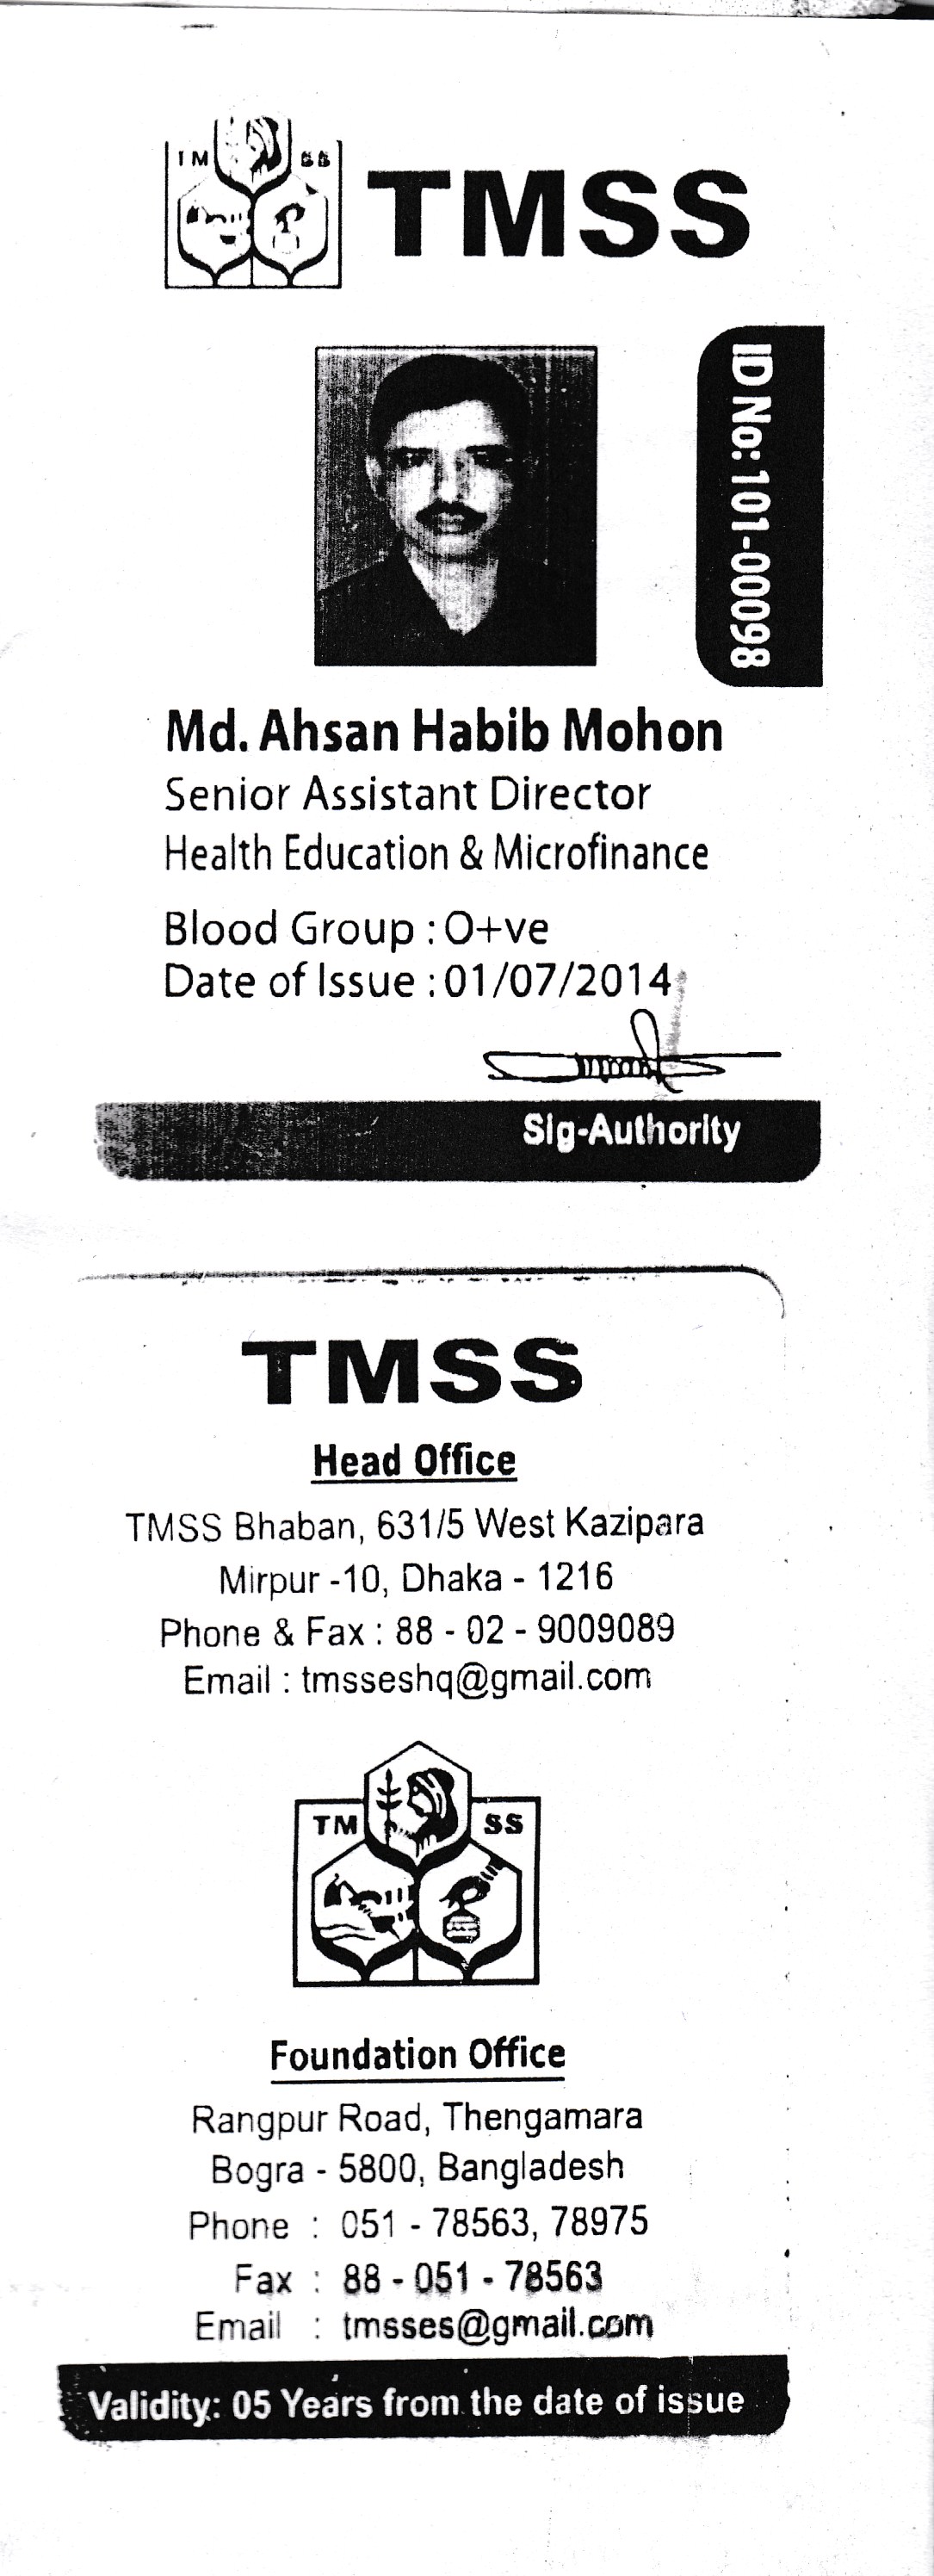 TM SS
TMSS
ID No: 101-00098
Md. Ahsan Habib Mohon
Senior Assistant Director
Health Education & Microfinance
Blood Group : O+ve
Date of Issue : 01/07/2014
Sig-Authority
TMSS
Head Office
TMSS Bhaban, 631/5 West Kazipara
Mirpur -10, Dhaka - 1216
Phone & Fax : 88 - 02 - 9009089
Email : tmsseshq@gmail.com
TM SS
Foundation Office
Rangpur Road, Thengamara
Bogra - 5800, Bangladesh
Phone : 051 - 78563, 78975
Fax : 88 - 051 - 78563
Email : tmsses@gmail.com
Validity: 05 Years from the date of issue